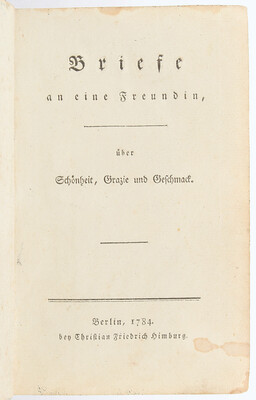 Briefe
an eine Freundin,
über
Schönheit, Grazie und Geschmack.
Berlin, 1784.
bey Christian Friedrich Himburg.